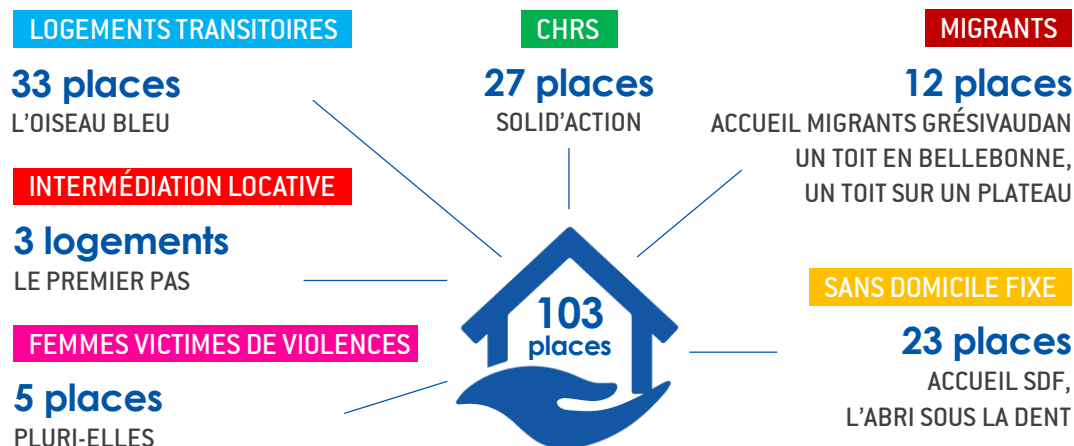 LOGEMENTS TRANSITOIRES
33 places
L'OISEAU BLEU
INTERMÉDIATION LOCATIVE
3 logements
LE PREMIER PAS
FEMMES VICTIMES DE VIOLENCES
5 places
PLURI-ELLES
CHRS
27 places
SOLID'ACTION
103
places
MIGRANTS
12 places
ACCUEIL MIGRANTS GRÉSIVAUDAN
UN TOIT EN BELLEBONNE,
UN TOIT SUR UN PLATEAU
SANS DOMICILE FIXE
23 places
ACCUEIL SDF,
L'ABRI SOUS LA DENT